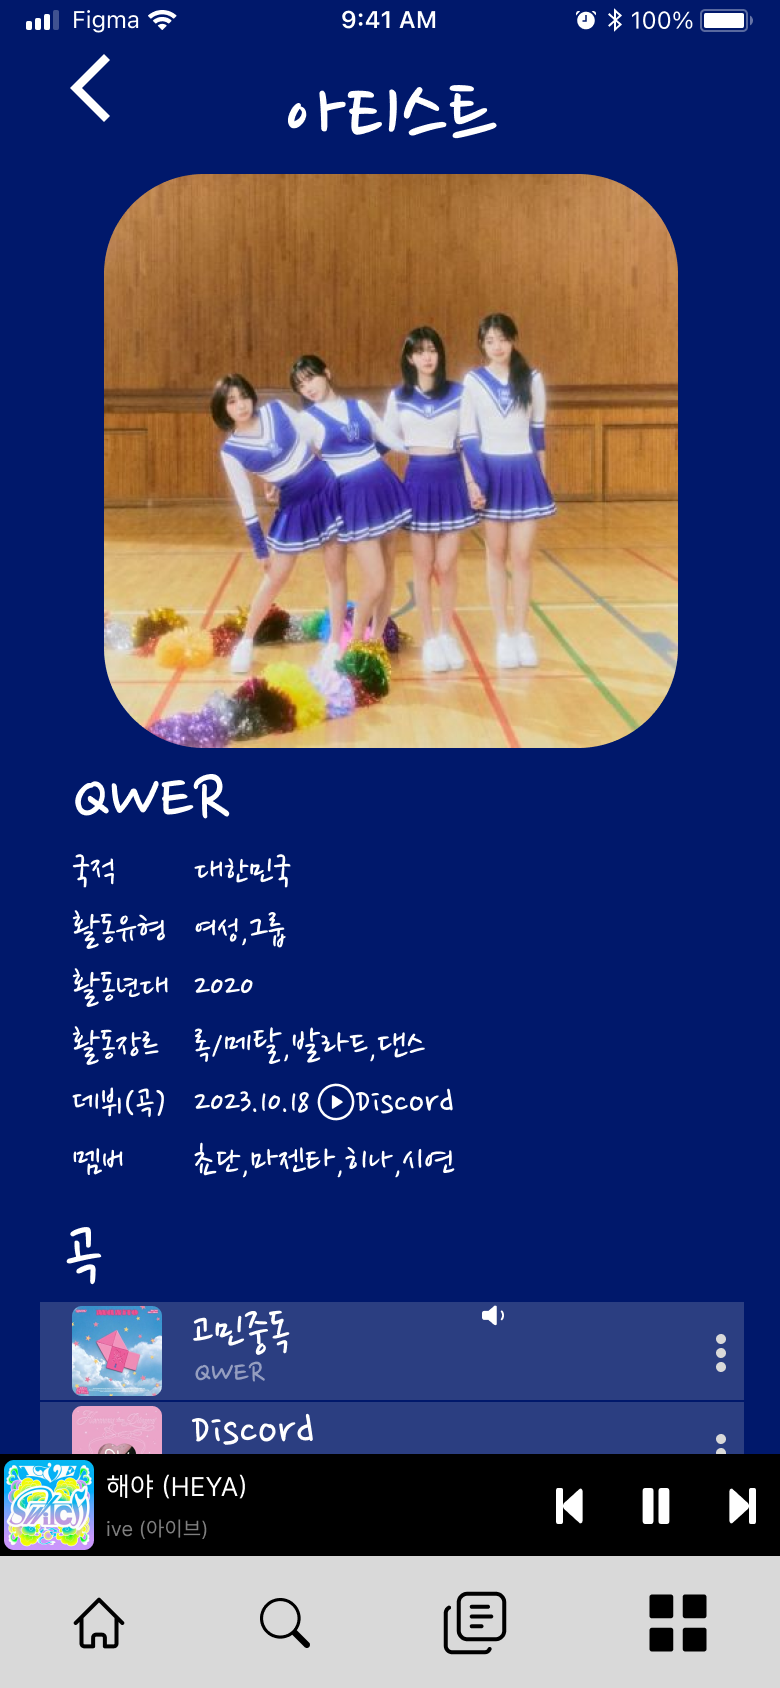 Figma 9:41 AM 100%
아티스트
QWER
국적 대한민국
활동유형 여성,그룹
활동년대 2020
활동장르 록/메탈,발라드,댄스
데뷔(곡) 2023.10.18 Discord
멤버 쵸단,마젠타,히나,시연
곡
고민중독
QWER
Discord
해야 (HEYA)
ive (아이브)